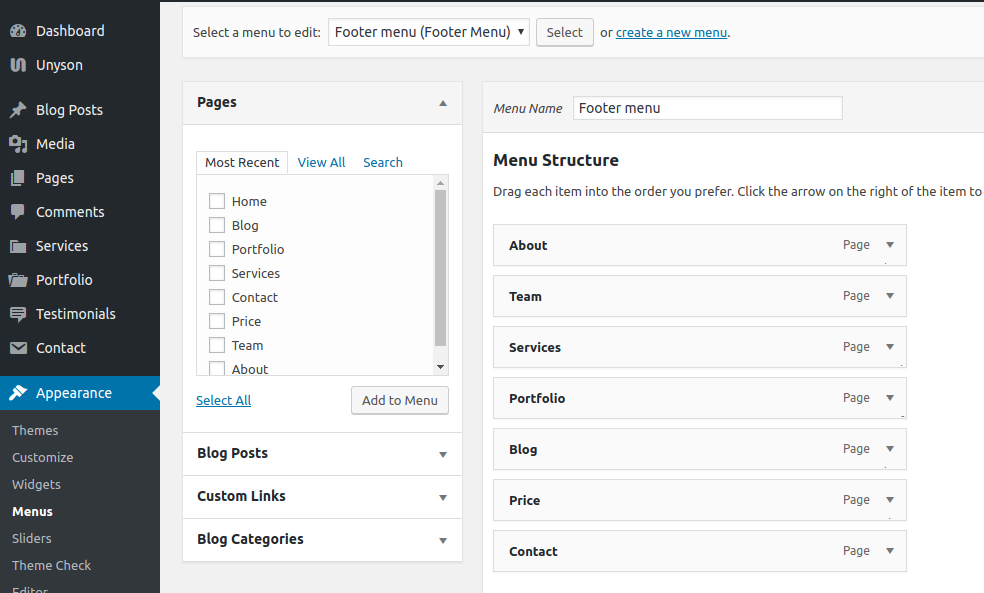 Dashboard
Unyson
Blog Posts
Media
Pages
Comments
Services
Portfolio
Testimonials
Contact
Appearance
Themes
Customize
Widgets
Menus
Sliders
Theme Check
Editor
Select a menu to edit: Footer menu (Footer Menu) Select or create a new menu.
Pages
Most Recent View All Search
Home
Blog
Portfolio
Services
Contact
Price
Team
About
Select All Add to Menu
Blog Posts
Custom Links
Blog Categories
Menu Name Footer menu
Menu Structure
Drag each item into the order you prefer. Click the arrow on the right of the item to
About Page
Team Page
Services Page
Portfolio Page
Blog Page
Price Page
Contact Page